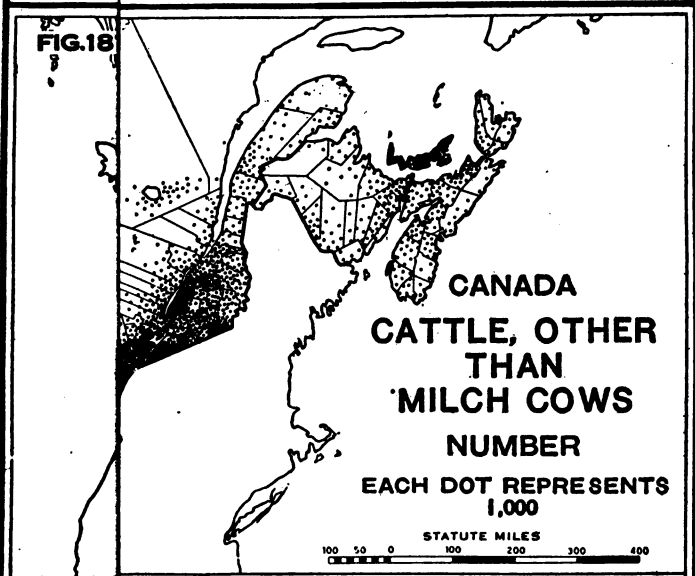 FIG.18
CANADA
CATTLE, OTHER
THAN
MILCH COWS
NUMBER
EACH DOT REPRESENTS
1,000
STATUTE MILES
100 50 0 100 200 300 400